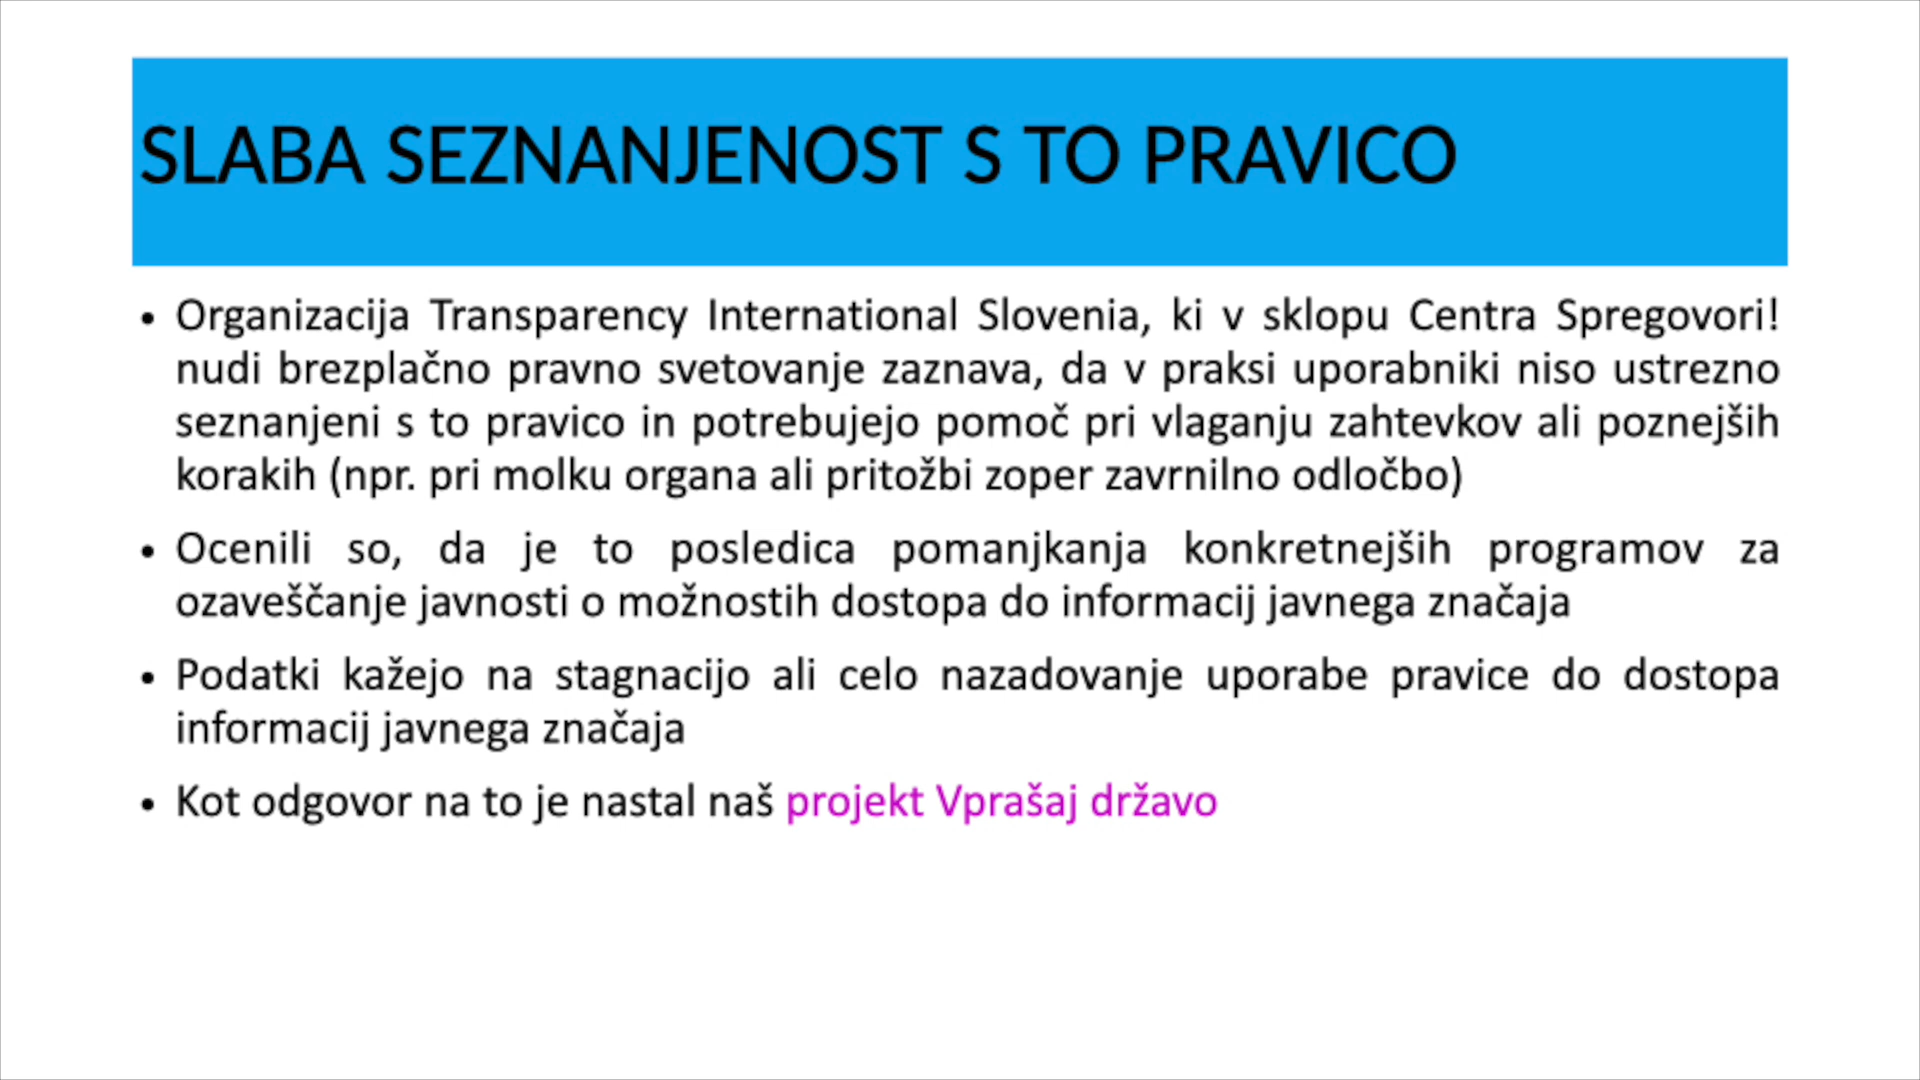 SLABA SEZNANJENOST S TO PRAVICO
• Organizacija Transparency International Slovenia, ki v sklopu Centra Spregovori!
nudi brezplačno pravno svetovanje zaznava, da v praksi uporabniki niso ustrezno
seznanjeni s to pravico in potrebujejo pomoč pri vlaganju zahtevkov ali poznejših
korakih (npr. pri molku organa ali pritožbi zoper zavrnilno odločbo)
• Ocenili so, da je to posledica pomanjkanja konkretnejših programov za
ozaveščanje javnosti o možnostih dostopa do informacij javnega značaja
• Podatki kažejo na stagnacijo ali celo nazadovanje uporabe pravice do dostopa
informacij javnega značaja
• Kot odgovor na to je nastal naš projekt Vprašaj državo